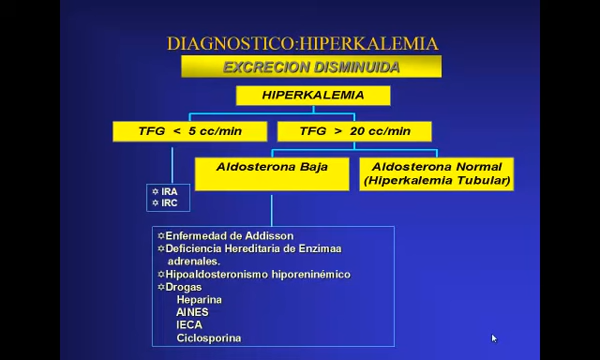 DIAGNOSTICO:HIPERKALEMIA
EXCRECION DISMINUIDA
HIPERKALEMIA
TFG < 5 cc/min
TFG > 20 cc/min
Aldosterona Baja
Aldosterona Normal
(Hiperkalemia Tubular)
✡ IRA
✡ IRC
✡Enfermedad de Addisson
✡Deficiencia Hereditaria de Enzimaa
adrenales.
✡Hipoaldosteronismo hiporeninémico
✡Drogas
Heparina
AINES
IECA
Ciclosporina